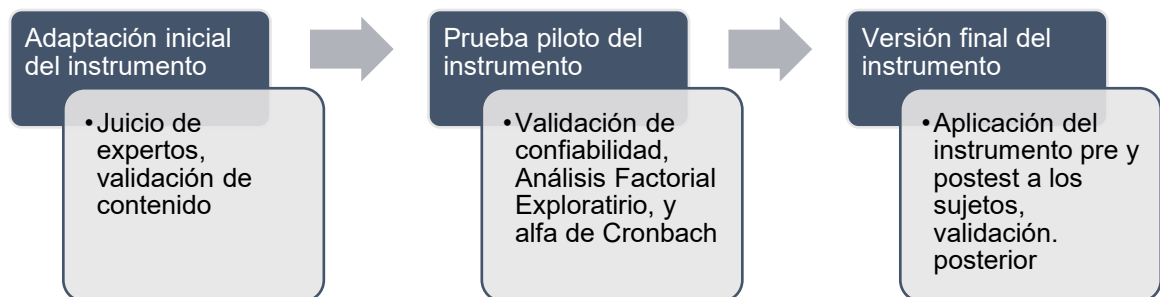 Adaptación inicial
del instrumento
•Juicio de
expertos,
validación de
contenido
Prueba piloto del
instrumento
•Validación de
confiabilidad,
Análisis Factorial
Exploratirio, y
alfa de Cronbach
Versión final del
instrumento
•Aplicación del
instrumento pre y
postest a los
sujetos,
validación.
posterior